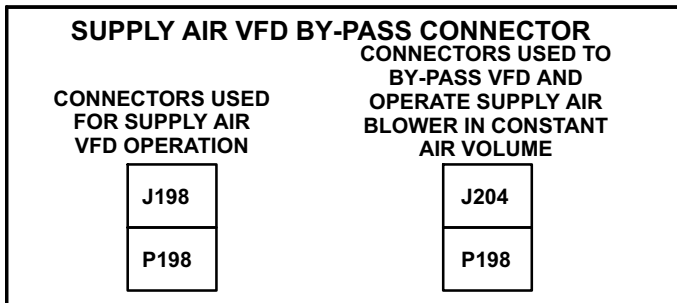 SUPPLY AIR VFD BY-PASS CONNECTOR
CONNECTORS USED
FOR SUPPLY AIR
VFD OPERATION
J198
P198
CONNECTORS USED TO
BY-PASS VFD AND
OPERATE SUPPLY AIR
BLOWER IN CONSTANT
AIR VOLUME
J204
P198